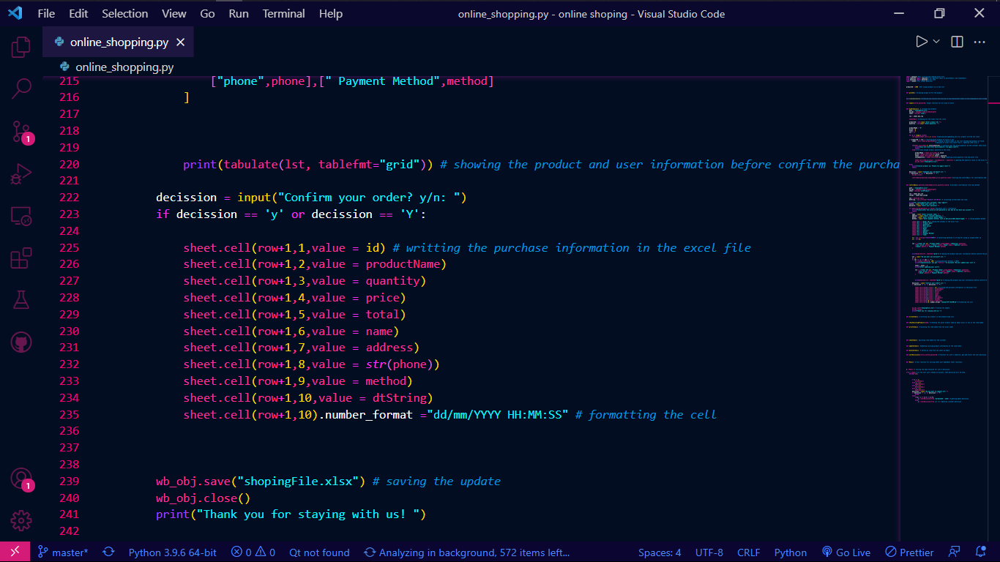 File Edit Selection View Go Run Terminal Help online_shopping.py - online shoping - Visual Studio Code
online_shopping.py
online_shopping.py
215 ["phone",phone],[" Payment Method",method]
216 ]
217
218
219
220 print(tabulate(lst, tablefmt="grid")) # showing the product and user information before confirm the purcha
221
222 decission = input("Confirm your order? y/n: ")
223 if decission == 'y' or decission == 'Y':
224
225 sheet.cell(row+1,1,value = id) # writting the purchase information in the excel file
226 sheet.cell(row+1,2,value = productName)
227 sheet.cell(row+1,3,value = quantity)
228 sheet.cell(row+1,4,value = price)
229 sheet.cell(row+1,5,value = total)
230 sheet.cell(row+1,6,value = name)
231 sheet.cell(row+1,7,value = address)
232 sheet.cell(row+1,8,value = str(phone))
233 sheet.cell(row+1,9,value = method)
234 sheet.cell(row+1,10,value = dtString)
235 sheet.cell(row+1,10).number_format ="dd/mm/YYYY HH:MM:SS" # formatting the cell
236
237
238
239 wb_obj.save("shopingFile.xlsx") # saving the update
240 wb_obj.close()
241 print("Thank you for staying with us! ")
242
1
1
master* Python 3.9.6 64-bit 0 0 Qt not found Analyzing in background, 572 items left... Spaces: 4 UTF-8 CRLF Python Go Live Prettier